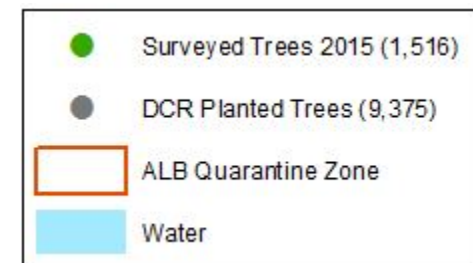 Surveyed Trees 2015 (1,516)
DCR Planted Trees (9,375)
ALB Quarantine Zone
Water